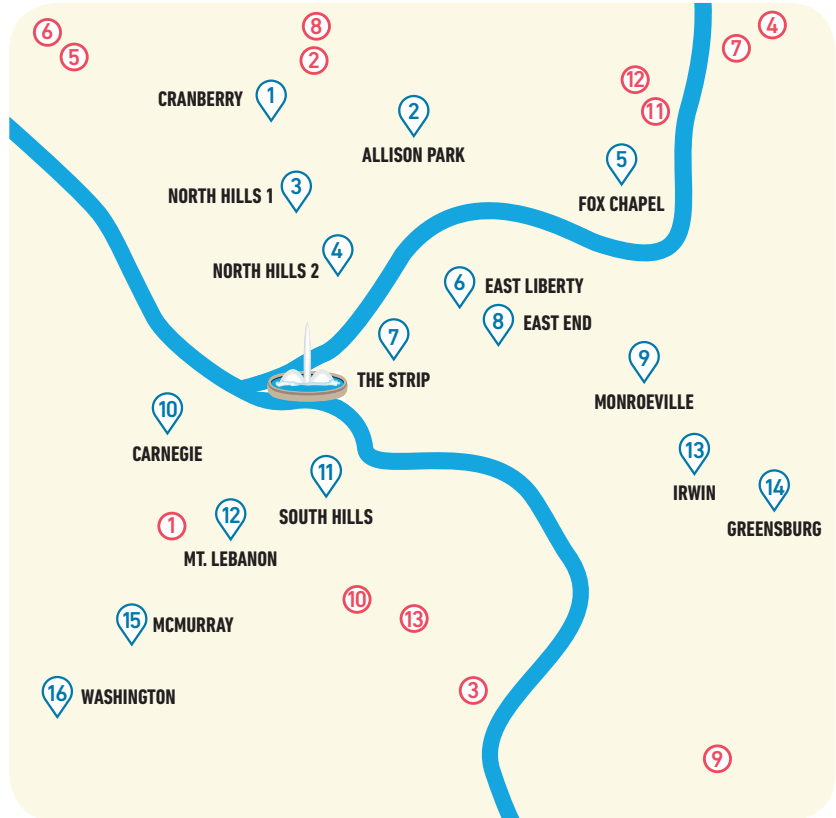 6
5
8
2
12
11
7
4
CRANBERRY 1
2
ALLISON PARK
5
FOX CHAPEL
NORTH HILLS 1 3
NORTH HILLS 2 4
6 EAST LIBERTY
8 EAST END
7
THE STRIP
9
MONROEVILLE
10
CARNEGIE
13
IRWIN
14
GREENSBURG
11
SOUTH HILLS
1
12
MT. LEBANON
10
13
15 MCMURRAY
16 WASHINGTON
3
9